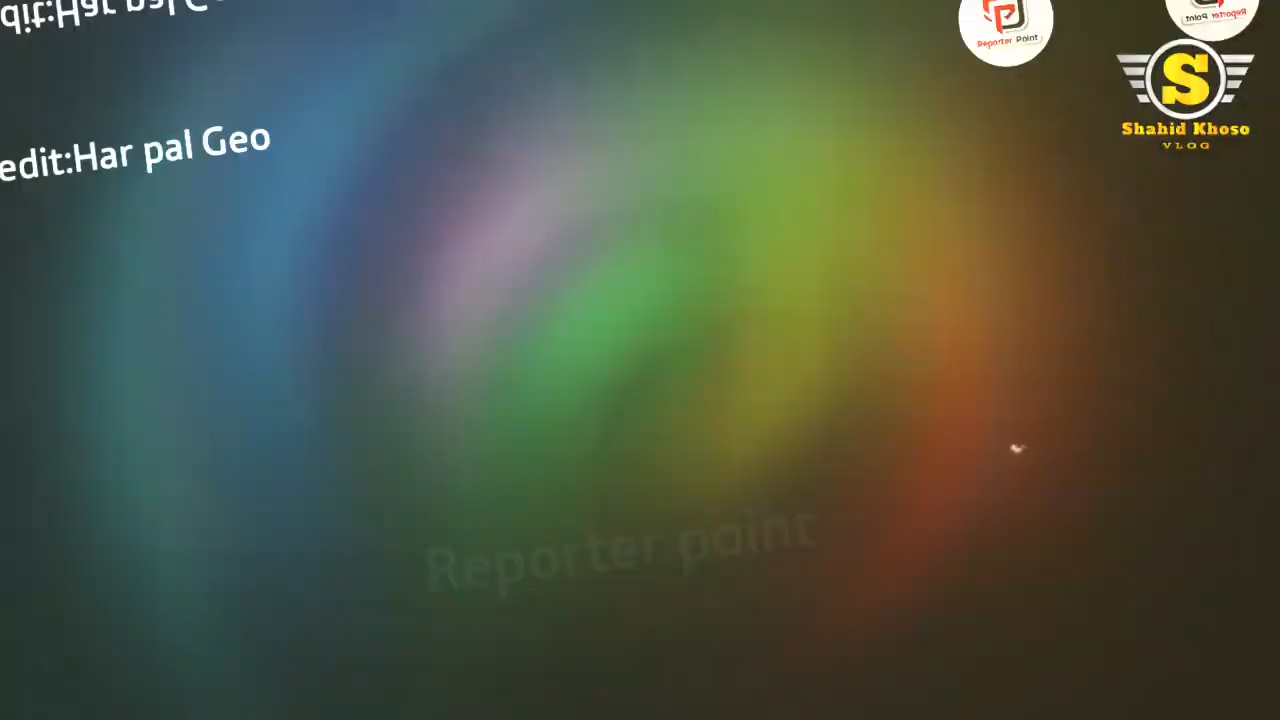 edit:Har pal Geo
Reporter Point
S
Shahid Khoso
VLOG
Reporter point